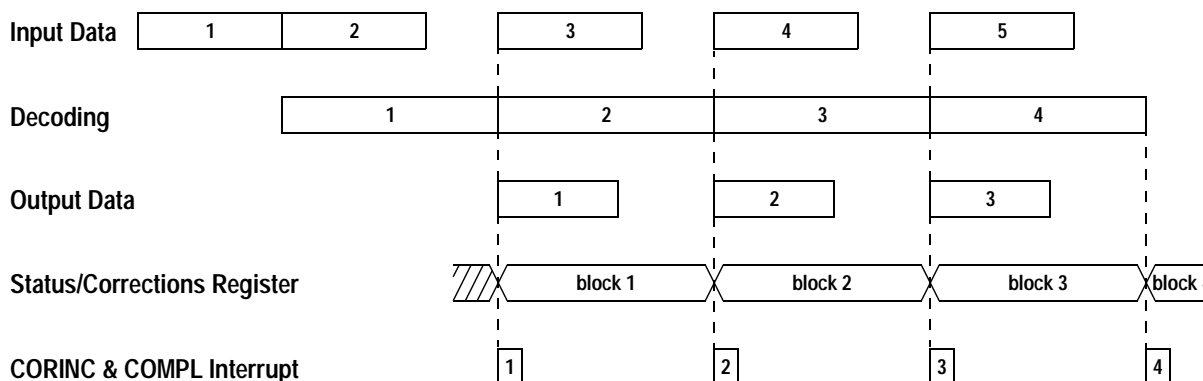 Input Data 1 2 3 4 5
Decoding 1 2 3 4
Output Data 1 2 3
Status/Corrections Register block 1 block 2 block 3 block
CORINC & COMPL Interrupt 1 2 3 4